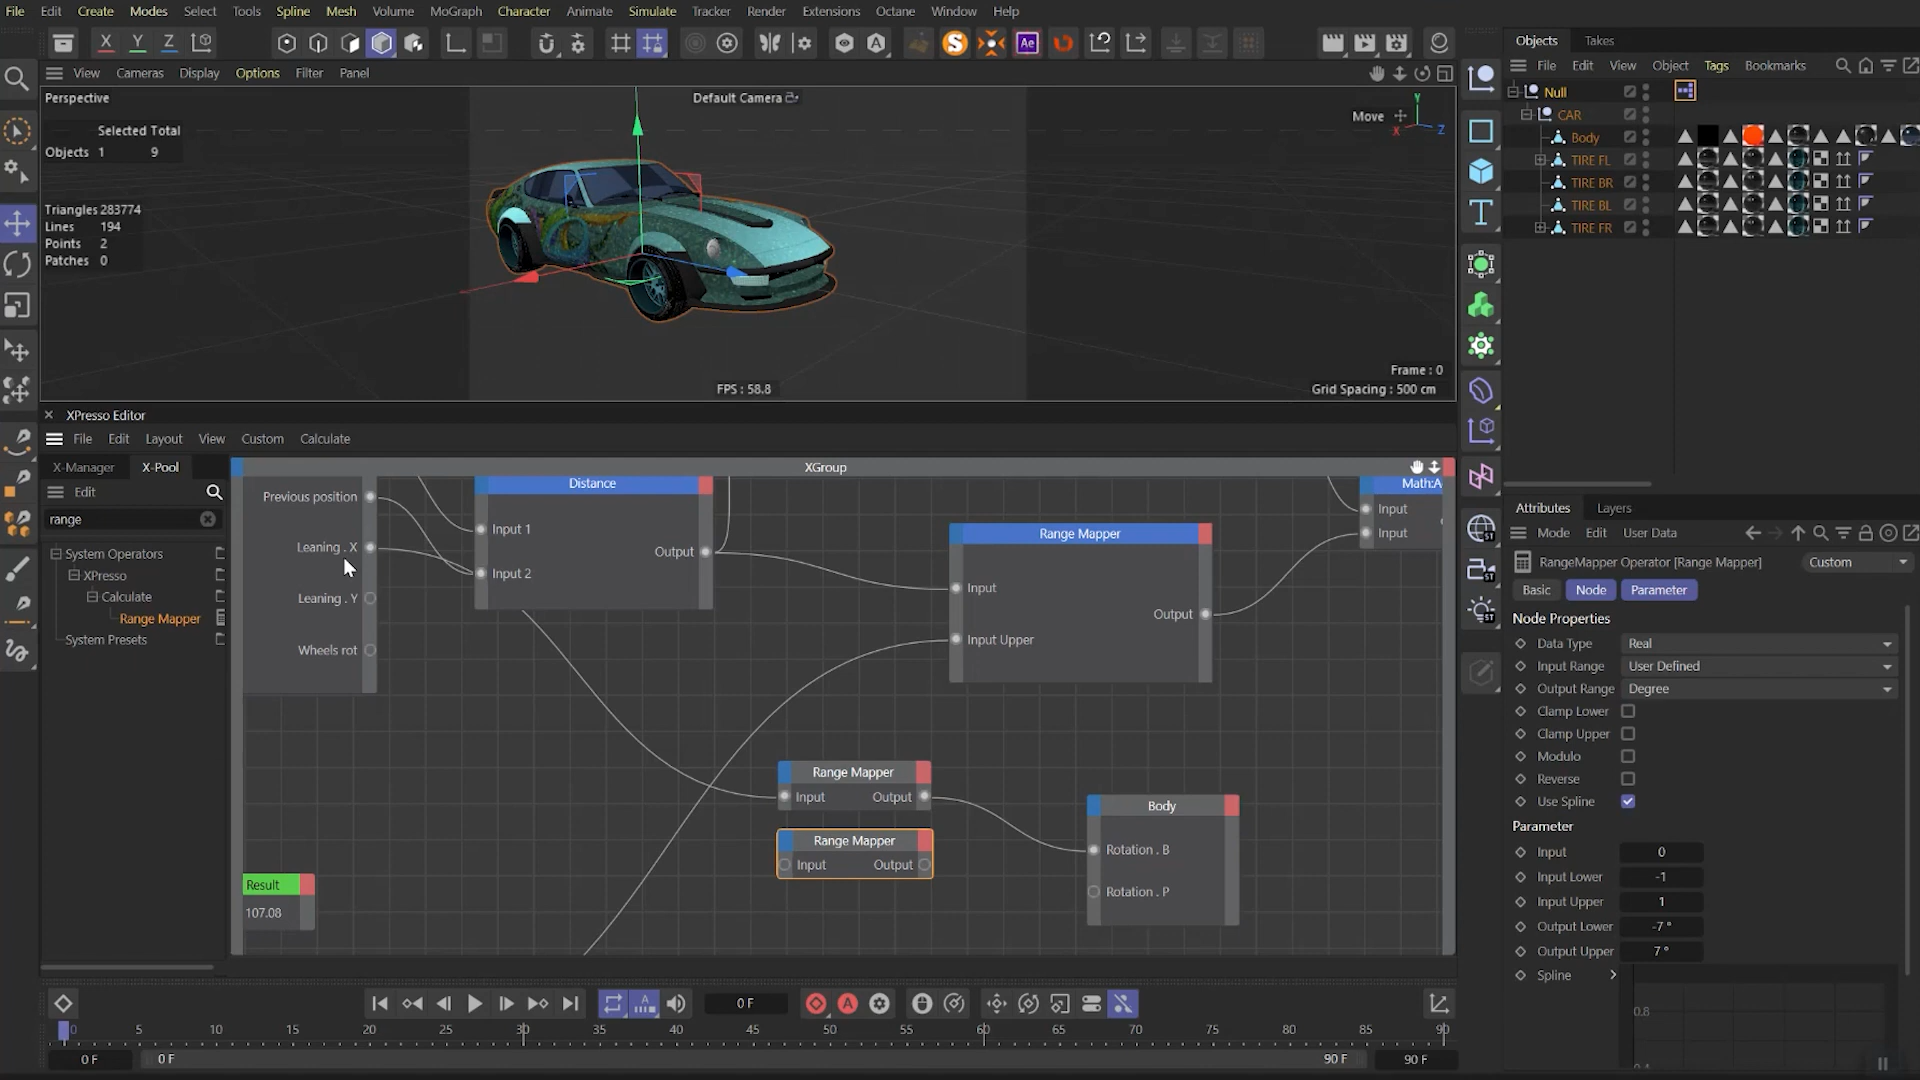 File Edit Create Modes Select Tools Spline Mesh Volume MoGraph Character Animate Simulate Tracker Render Extensions Octane Window Help
X Y Z
Ae
Objects Takes
View Cameras Display Options Filter Panel
File Edit View Object Tags Bookmarks
Perspective
Default Camera
Move
Y
X
Z
Selected Total
Objects 1 9
Triangles 283774
Lines 194
Points 2
Patches 0
FPS : 58.8
Frame : 0
Grid Spacing : 500 cm
Null
CAR
Body
TIRE FL
TIRE BR
TIRE BL
TIRE FR
XPresso Editor
File Edit Layout View Custom Calculate
X-Manager X-Pool
Edit
range
System Operators
XPresso
Calculate
Range Mapper
System Presets
XGroup
Previous position
Leaning . X
Leaning . Y
Wheels rot
Distance
Input 1
Output
Input 2
Range Mapper
Input
Output
Input Upper
Math:A
Input
Input
Range Mapper
Input Output
Range Mapper
Input Output
Body
Rotation . B
Rotation . P
Result
107.08
Attributes Layers
Mode Edit User Data
RangeMapper Operator [Range Mapper]
Custom
Basic Node Parameter
Node Properties
Data Type Real
Input Range User Defined
Output Range Degree
Clamp Lower
Clamp Upper
Modulo
Reverse
Use Spline
Parameter
Input 0
Input Lower -1
Input Upper 1
Output Lower -7 °
Output Upper 7 °
Spline
0.8
0 F
0 5 10 15 20 25 30 35 40 45 50 55 60 65 70 75 80 85 90
0 F 0 F 90 F 90 F